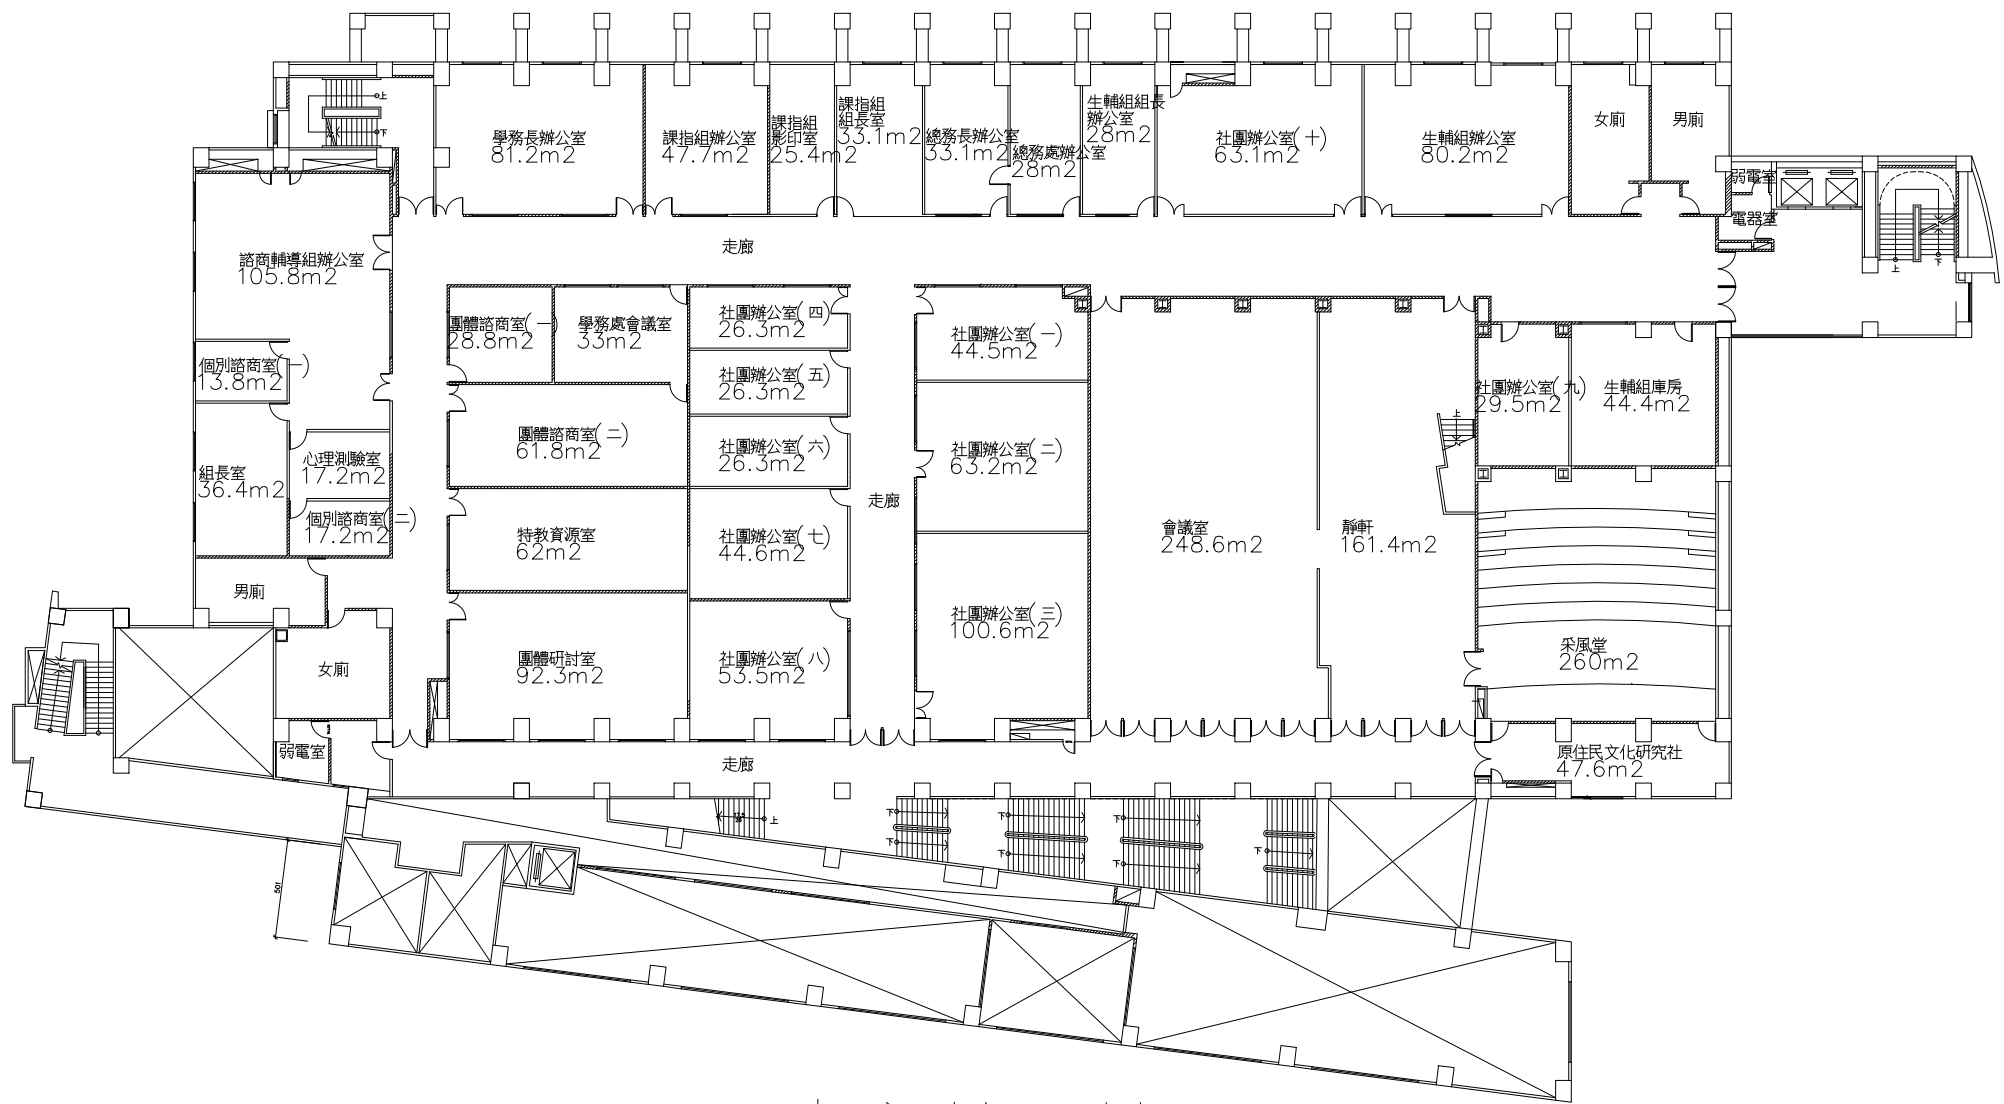 上
下
學務長辦公室
81.2m2
課指組辦公室
47.7m2
課指組
影印室
25.4m2
課指組
組長室
33.1m2
總務長辦公室
33.1m2
總務處辦公室
28m2
生輔組組長
辦公室
28m2
社團辦公室(十)
63.1m2
生輔組辦公室
80.2m2
女廁
男廁
弱電室
電器室
上
下
走廊
諮商輔導組辦公室
105.8m2
個別諮商室(一)
13.8m2
組長室
36.4m2
心理測驗室
17.2m2
個別諮商室(二)
17.2m2
男廁
女廁
弱電室
團體諮商室(一)
28.8m2
學務處會議室
33m2
團體諮商室(二)
61.8m2
特教資源室
62m2
團體研討室
92.3m2
社團辦公室(四)
26.3m2
社團辦公室(五)
26.3m2
社團辦公室(六)
26.3m2
社團辦公室(七)
44.6m2
社團辦公室(八)
53.5m2
走廊
社團辦公室(一)
44.5m2
社團辦公室(二)
63.2m2
社團辦公室(三)
100.6m2
會議室
248.6m2
靜軒
161.4m2
上
社團辦公室(九)
29.5m2
生輔組庫房
44.4m2
采風堂
260m2
原住民文化研究社
47.6m2
走廊
上
下
下
下
下
下
下
下
501